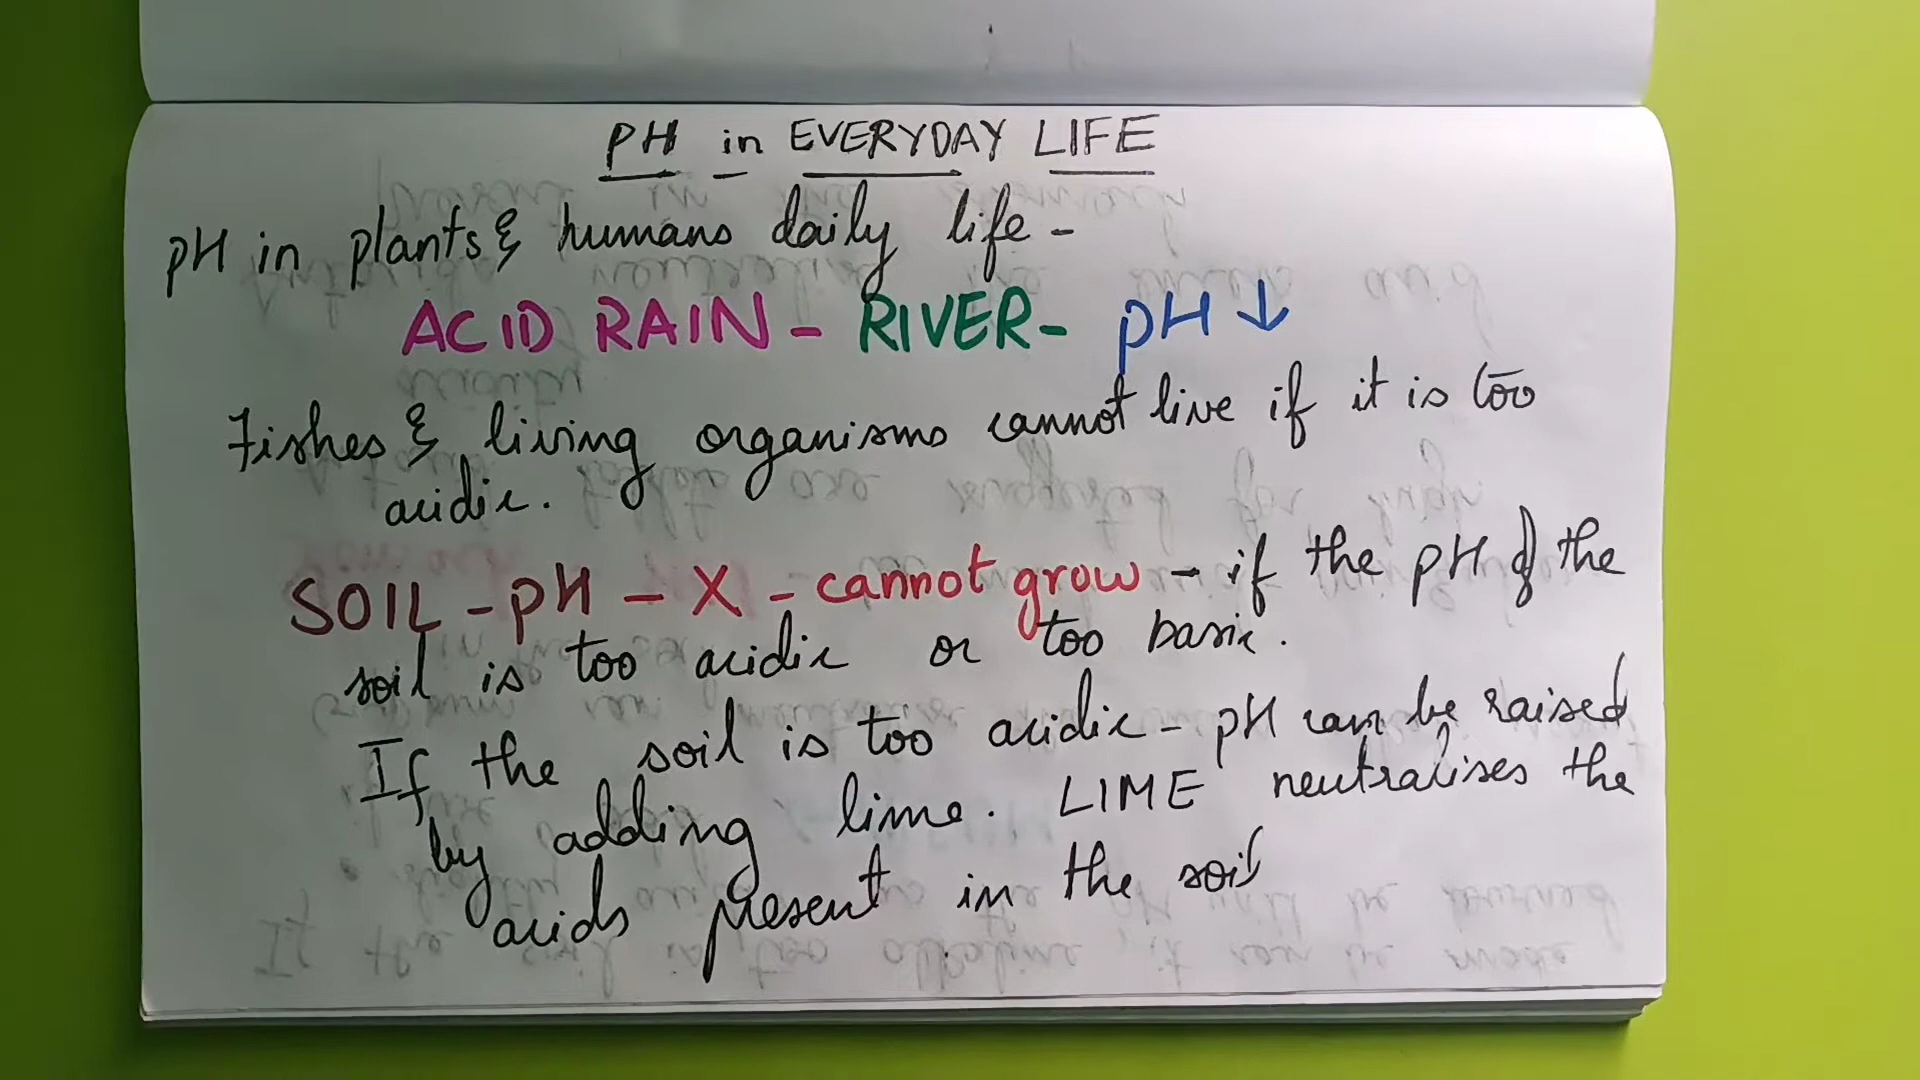 PH in EVERYDAY LIFE
pH in plants & humans daily life -
ACID RAIN - RIVER - pH ↓
Fishes & living organisms cannot live if it is too
acidic.
SOIL - pH - X - cannot grow - if the pH of the
soil is too acidic or too basic.
If the soil is too acidic - pH can be raised
by adding lime. LIME neutralises the
acids present in the soil